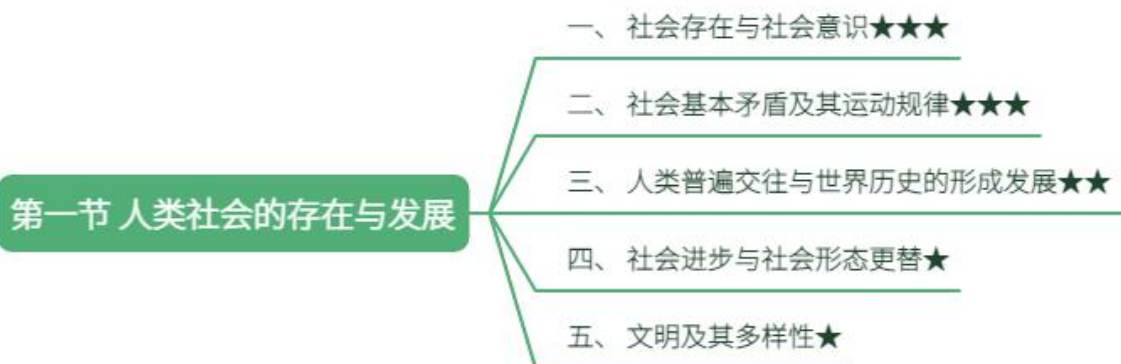 第一节 人类社会的存在与发展
一、 社会存在与社会意识★★★
二、 社会基本矛盾及其运动规律★★★
三、 人类普遍交往与世界历史的形成发展★★
四、 社会进步与社会形态更替★
五、 文明及其多样性★